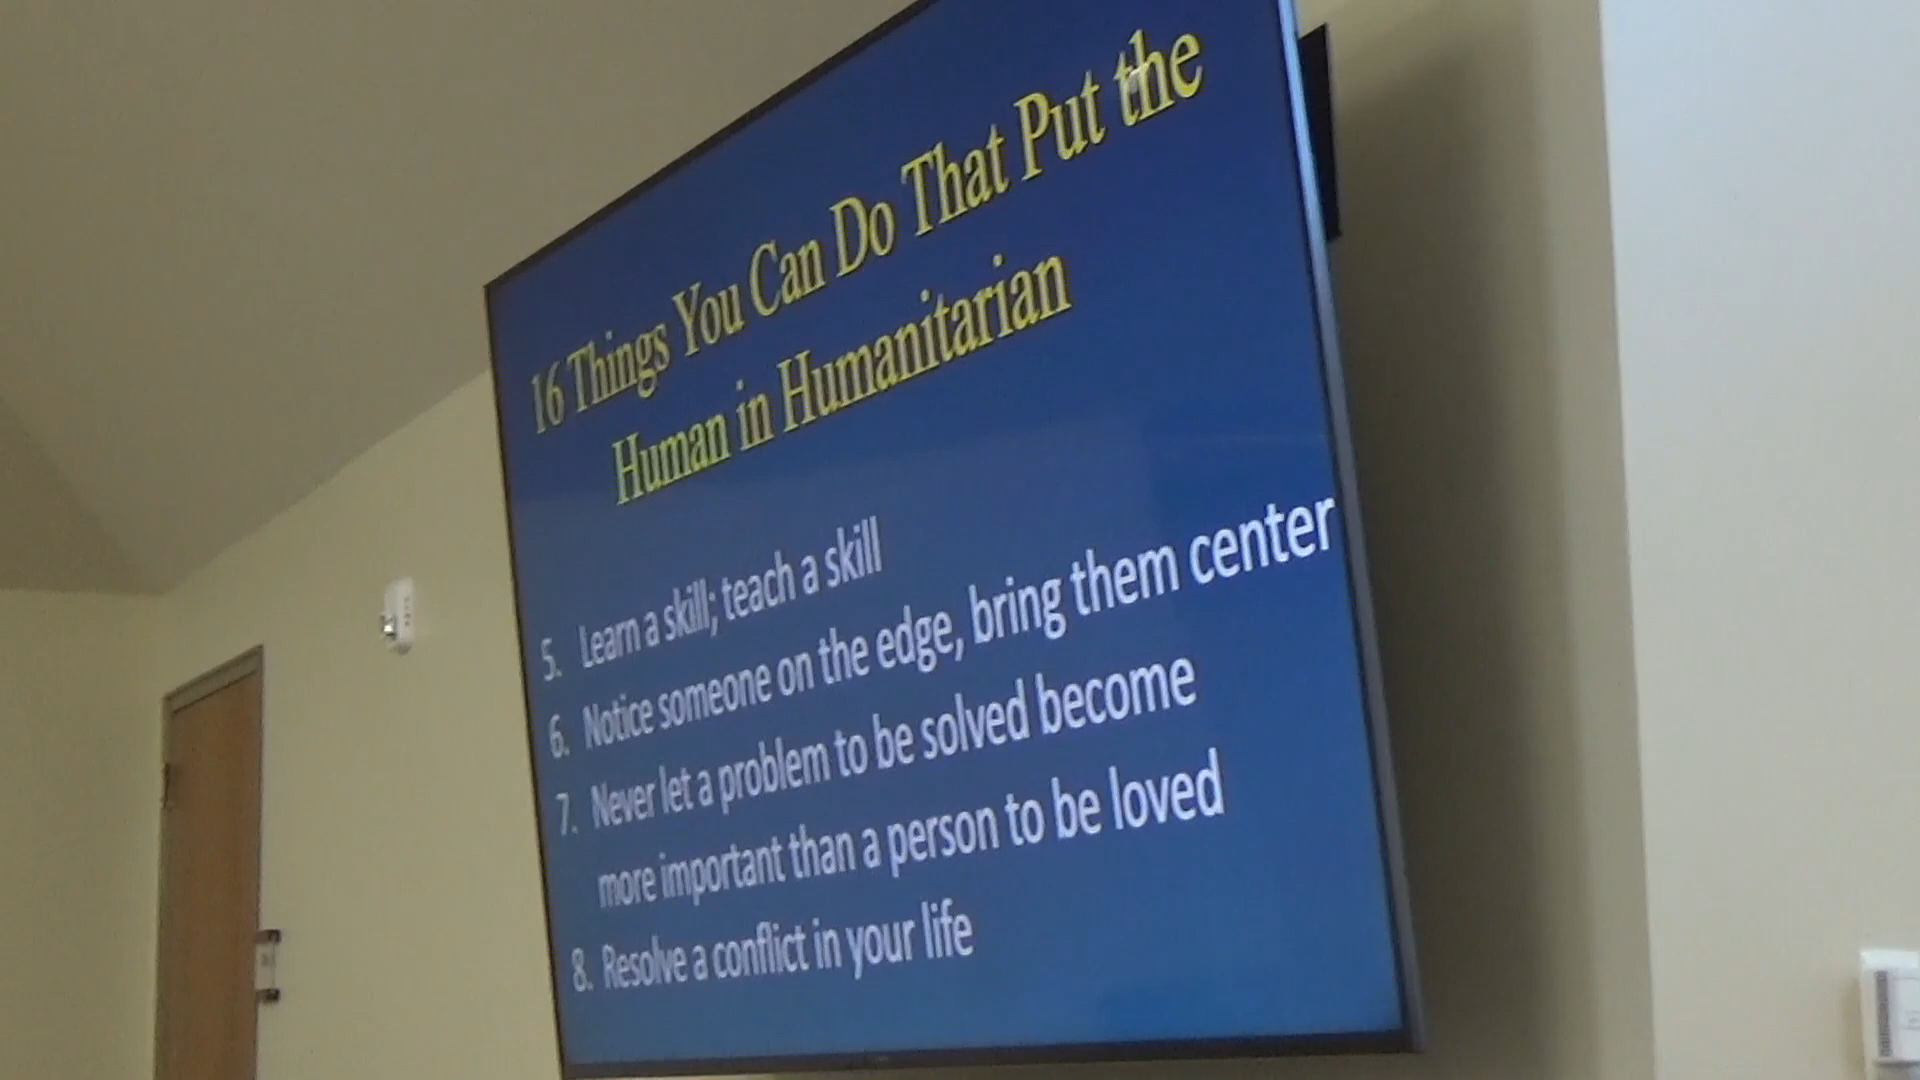 16 Things You Can Do That Put the
Human in Humanitarian
5. Learn a skill; teach a skill
6. Notice someone on the edge, bring them center
7. Never let a problem to be solved become
more important than a person to be loved
8. Resolve a conflict in your life